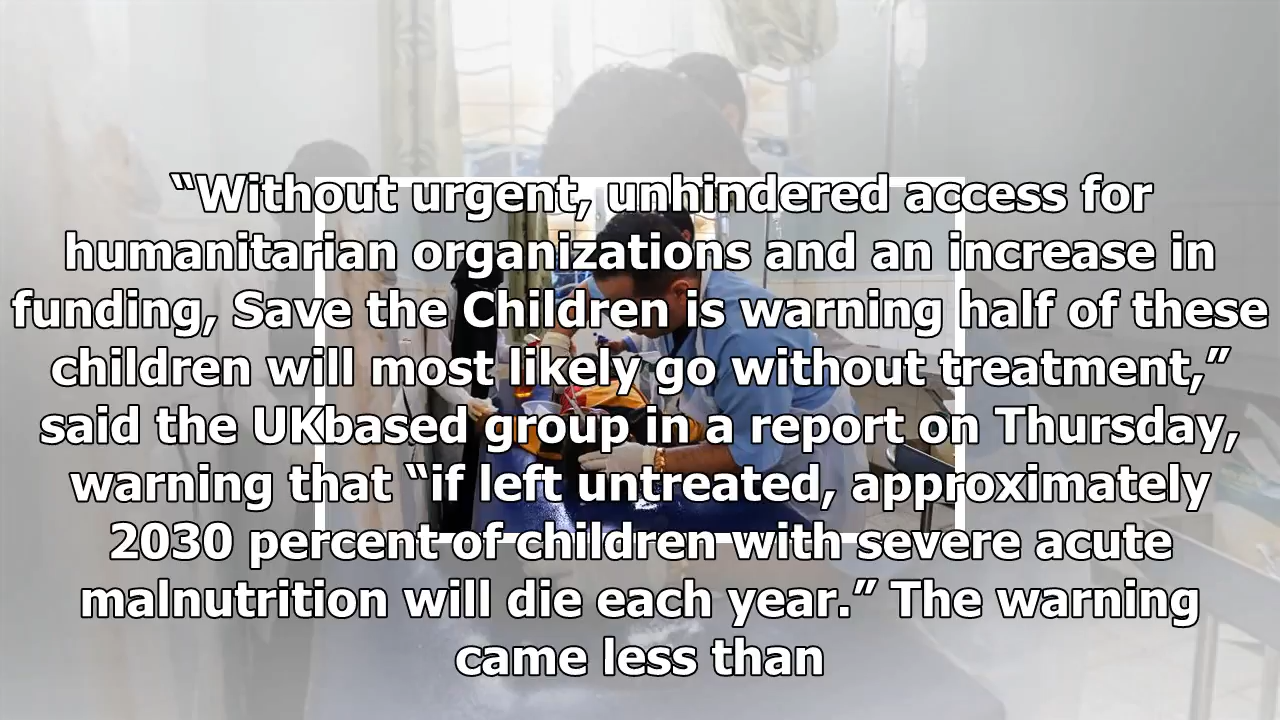 “Without urgent, unhindered access for
humanitarian organizations and an increase in
funding, Save the Children is warning half of these
children will most likely go without treatment,”
said the UKbased group in a report on Thursday,
warning that “if left untreated, approximately
2030 percent of children with severe acute
malnutrition will die each year.” The warning
came less than